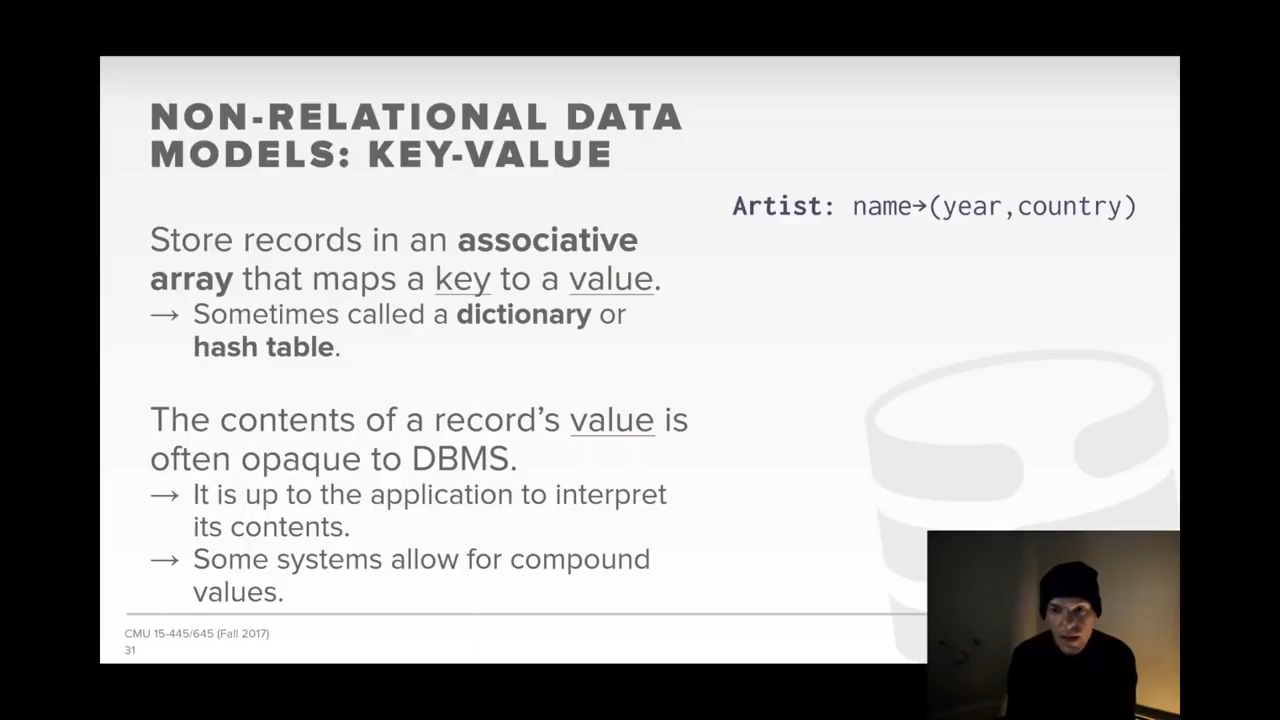 NON-RELATIONAL DATA
MODELS: KEY-VALUE
Artist: name→(year,country)
Store records in an associative
array that maps a key to a value.
→ Sometimes called a dictionary or
hash table.
The contents of a record’s value is
often opaque to DBMS.
→ It is up to the application to interpret
its contents.
→ Some systems allow for compound
values.
CMU 15-445/645 (Fall 2017)
31